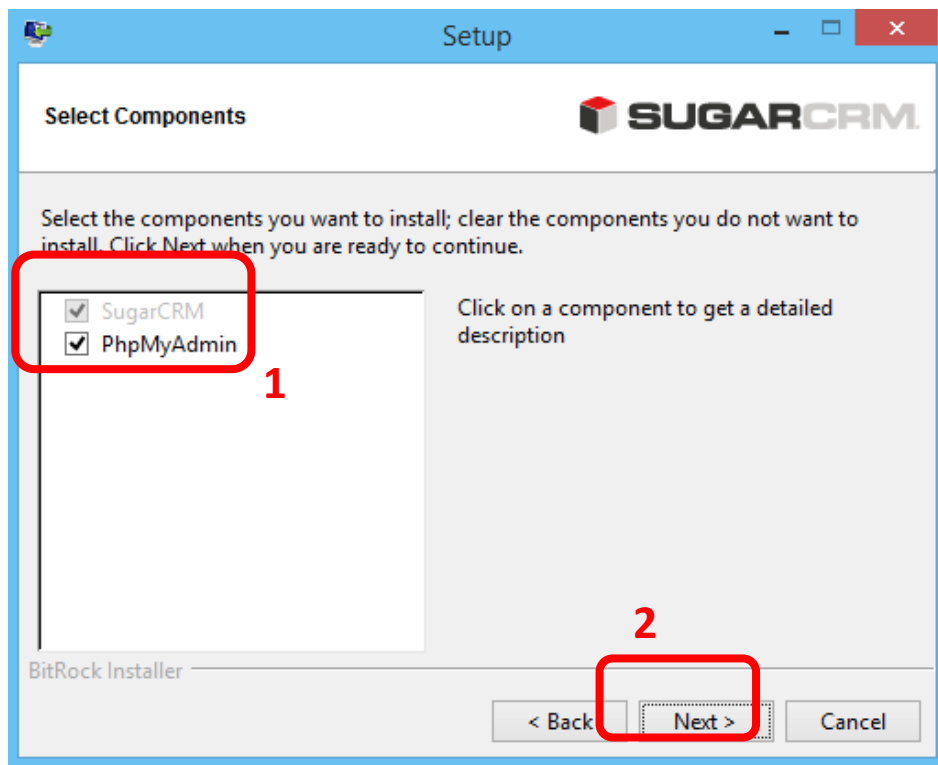 Setup
Select Components
SUGARCRM.
Select the components you want to install; clear the components you do not want to
install. Click Next when you are ready to continue.
SugarCRM
PhpMyAdmin
Click on a component to get a detailed
description
1
2
BitRock Installer
< Back
Next >
Cancel